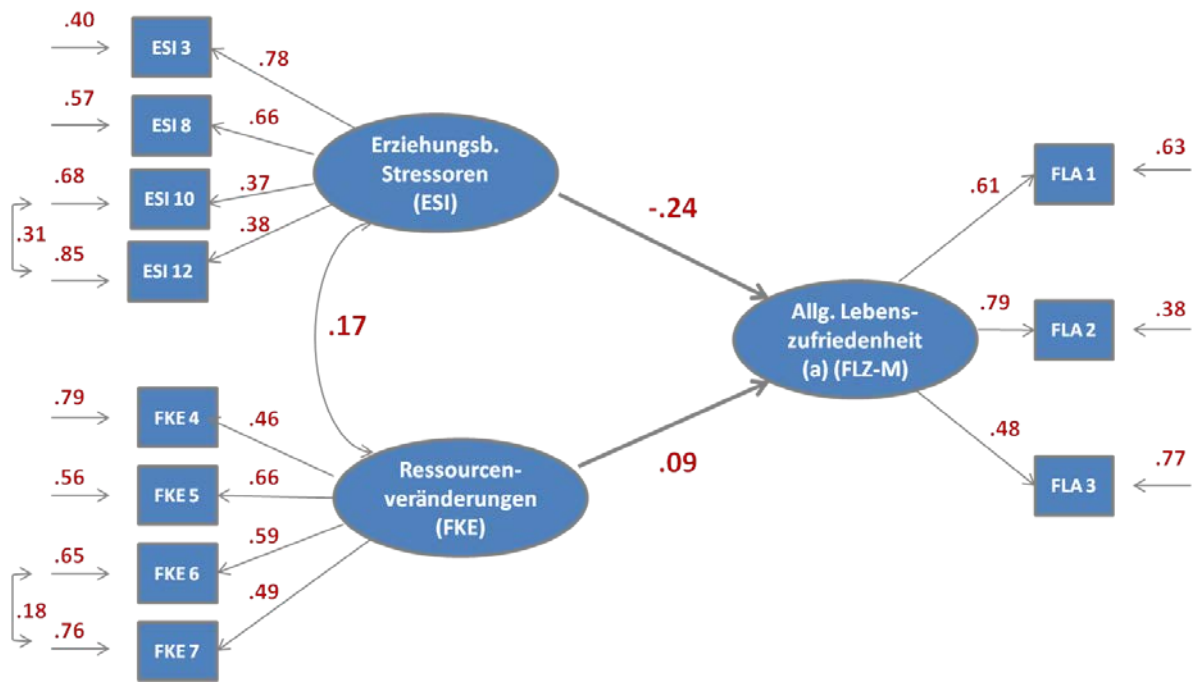 .40
ESI 3
.78
.57
ESI 8
.66
.68
ESI 10
.37
.31
.85
ESI 12
.38
Erziehungsb.
Stressoren
(ESI)
-.24
.17
.09
.79
FKE 4
.46
.56
FKE 5
.66
.65
FKE 6
.59
.18
.76
FKE 7
.49
Ressourcen-
veränderungen
(FKE)
Allg. Lebens-
zufriedenheit
(a) (FLZ-M)
.61
FLA 1
.63
.79
FLA 2
.38
.48
FLA 3
.77